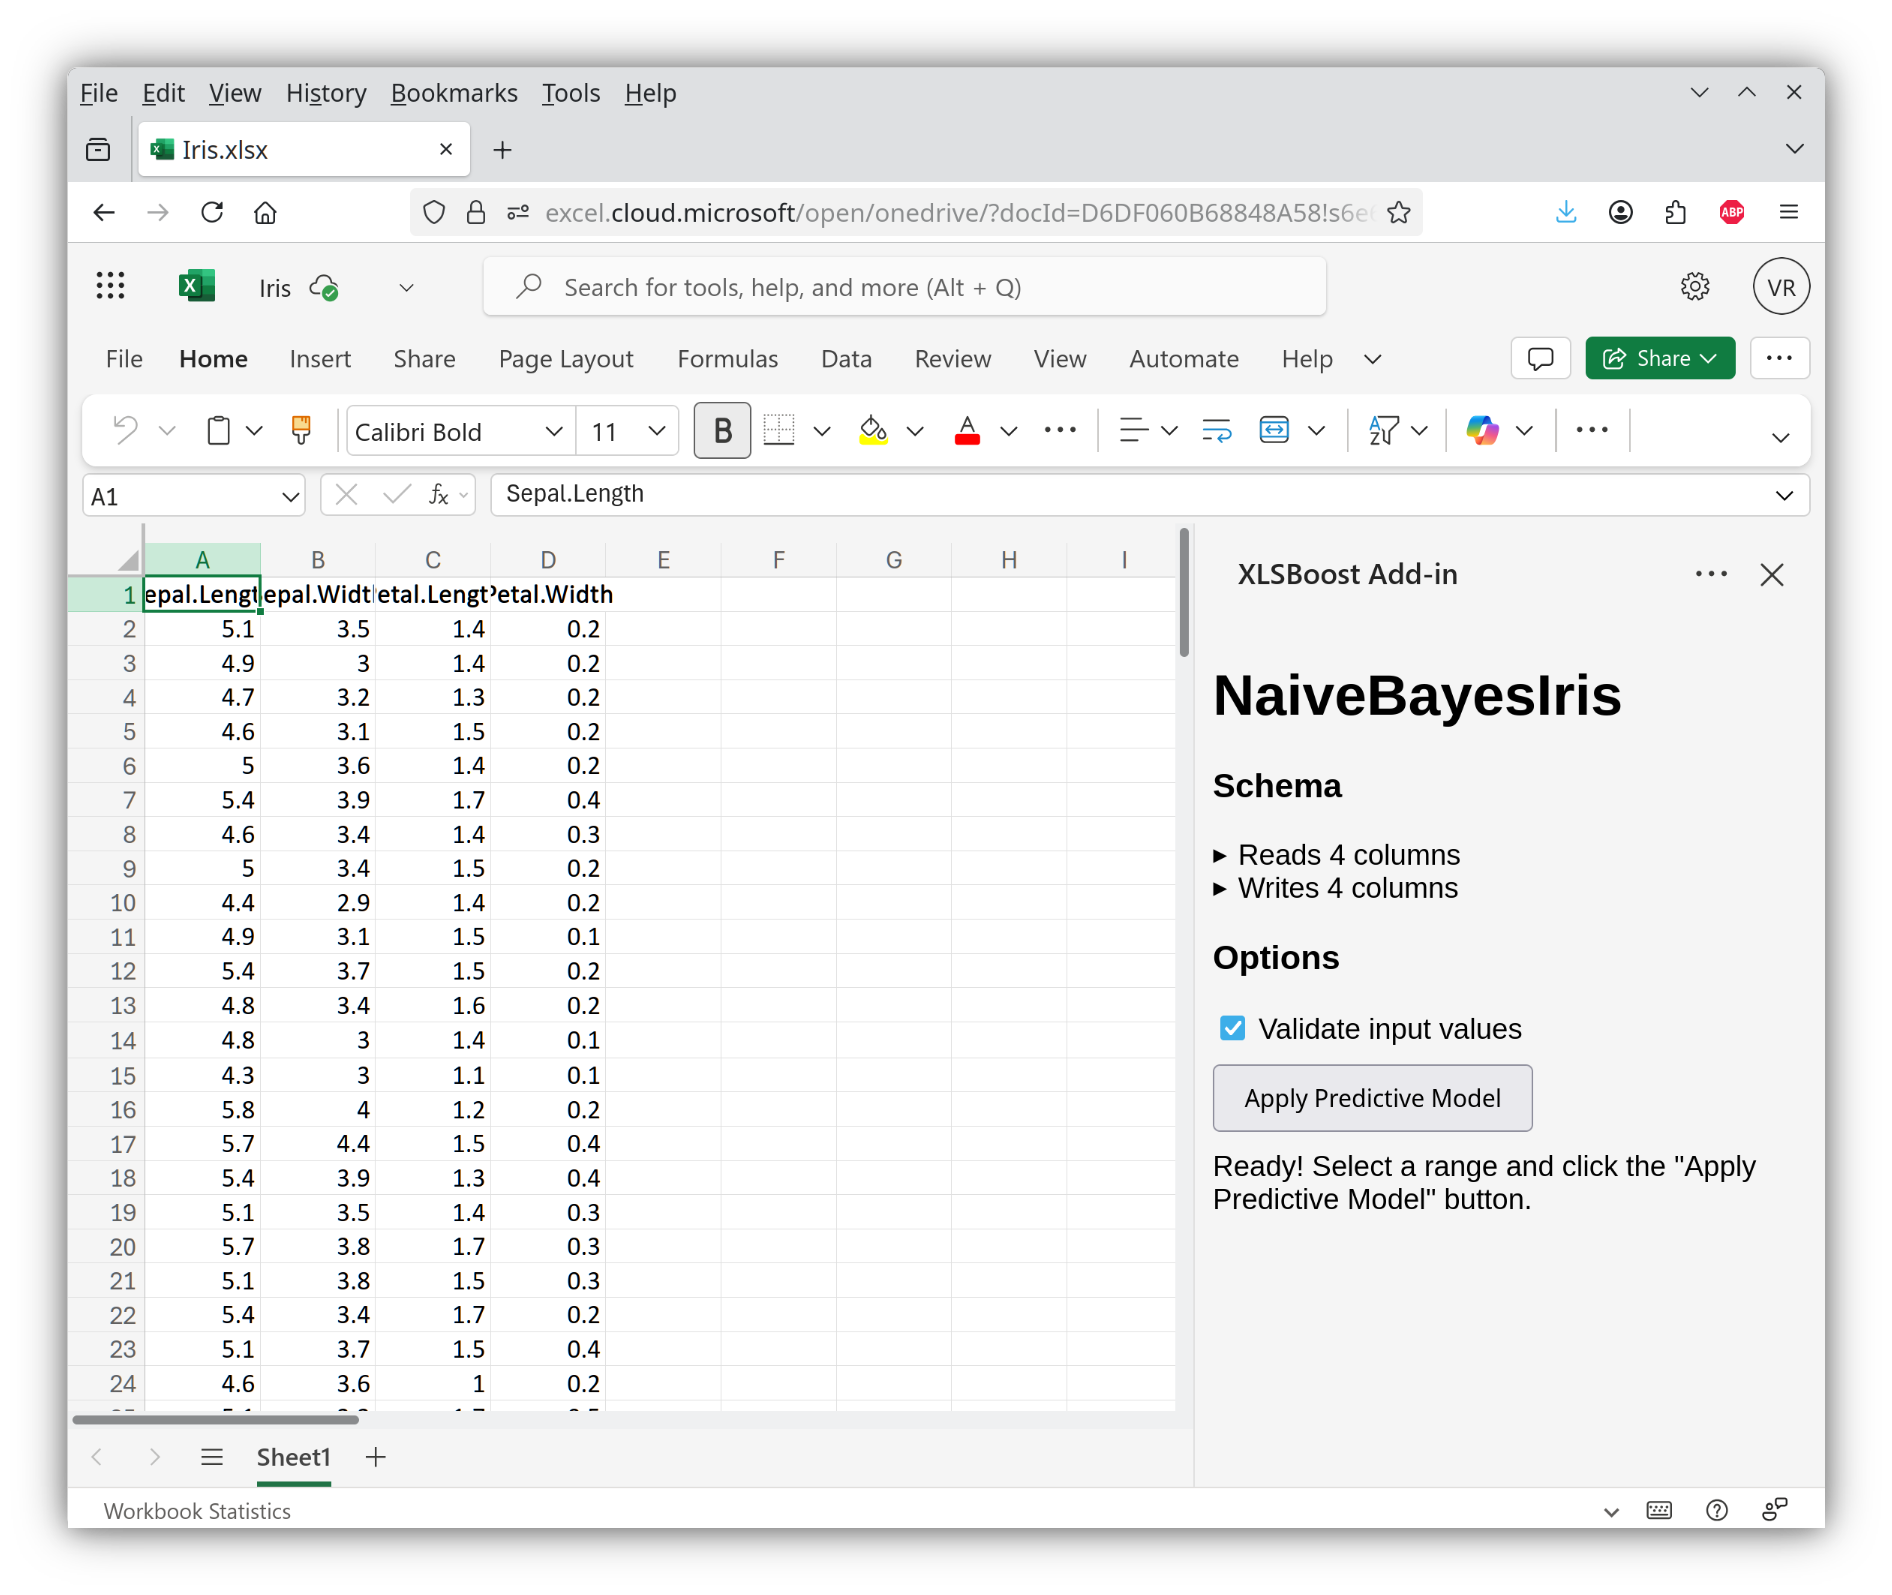 File Edit View History Bookmarks Tools Help
Iris.xlsx
excel.cloud.microsoft/open/onedrive/?docId=D6DF060B68848A58!s6e
ABP
Iris
Search for tools, help, and more (Alt + Q)
VR
File Home Insert Share Page Layout Formulas Data Review View Automate Help
Share
Calibri Bold 11 B
A1 fx Sepal.Length
A B C D E F G H I
1 epal.Lengt epal.Widt etal.Lengt Petal.Width
2 5.1 3.5 1.4 0.2
3 4.9 3 1.4 0.2
4 4.7 3.2 1.3 0.2
5 4.6 3.1 1.5 0.2
6 5 3.6 1.4 0.2
7 5.4 3.9 1.7 0.4
8 4.6 3.4 1.4 0.3
9 5 3.4 1.5 0.2
10 4.4 2.9 1.4 0.2
11 4.9 3.1 1.5 0.1
12 5.4 3.7 1.5 0.2
13 4.8 3.4 1.6 0.2
14 4.8 3 1.4 0.1
15 4.3 3 1.1 0.1
16 5.8 4 1.2 0.2
17 5.7 4.4 1.5 0.4
18 5.4 3.9 1.3 0.4
19 5.1 3.5 1.4 0.3
20 5.7 3.8 1.7 0.3
21 5.1 3.8 1.5 0.3
22 5.4 3.4 1.7 0.2
23 5.1 3.7 1.5 0.4
24 4.6 3.6 1 0.2
Sheet1
Workbook Statistics
XLSBoost Add-in
NaiveBayesIris
Schema
Reads 4 columns
Writes 4 columns
Options
Validate input values
Apply Predictive Model
Ready! Select a range and click the "Apply
Predictive Model" button.